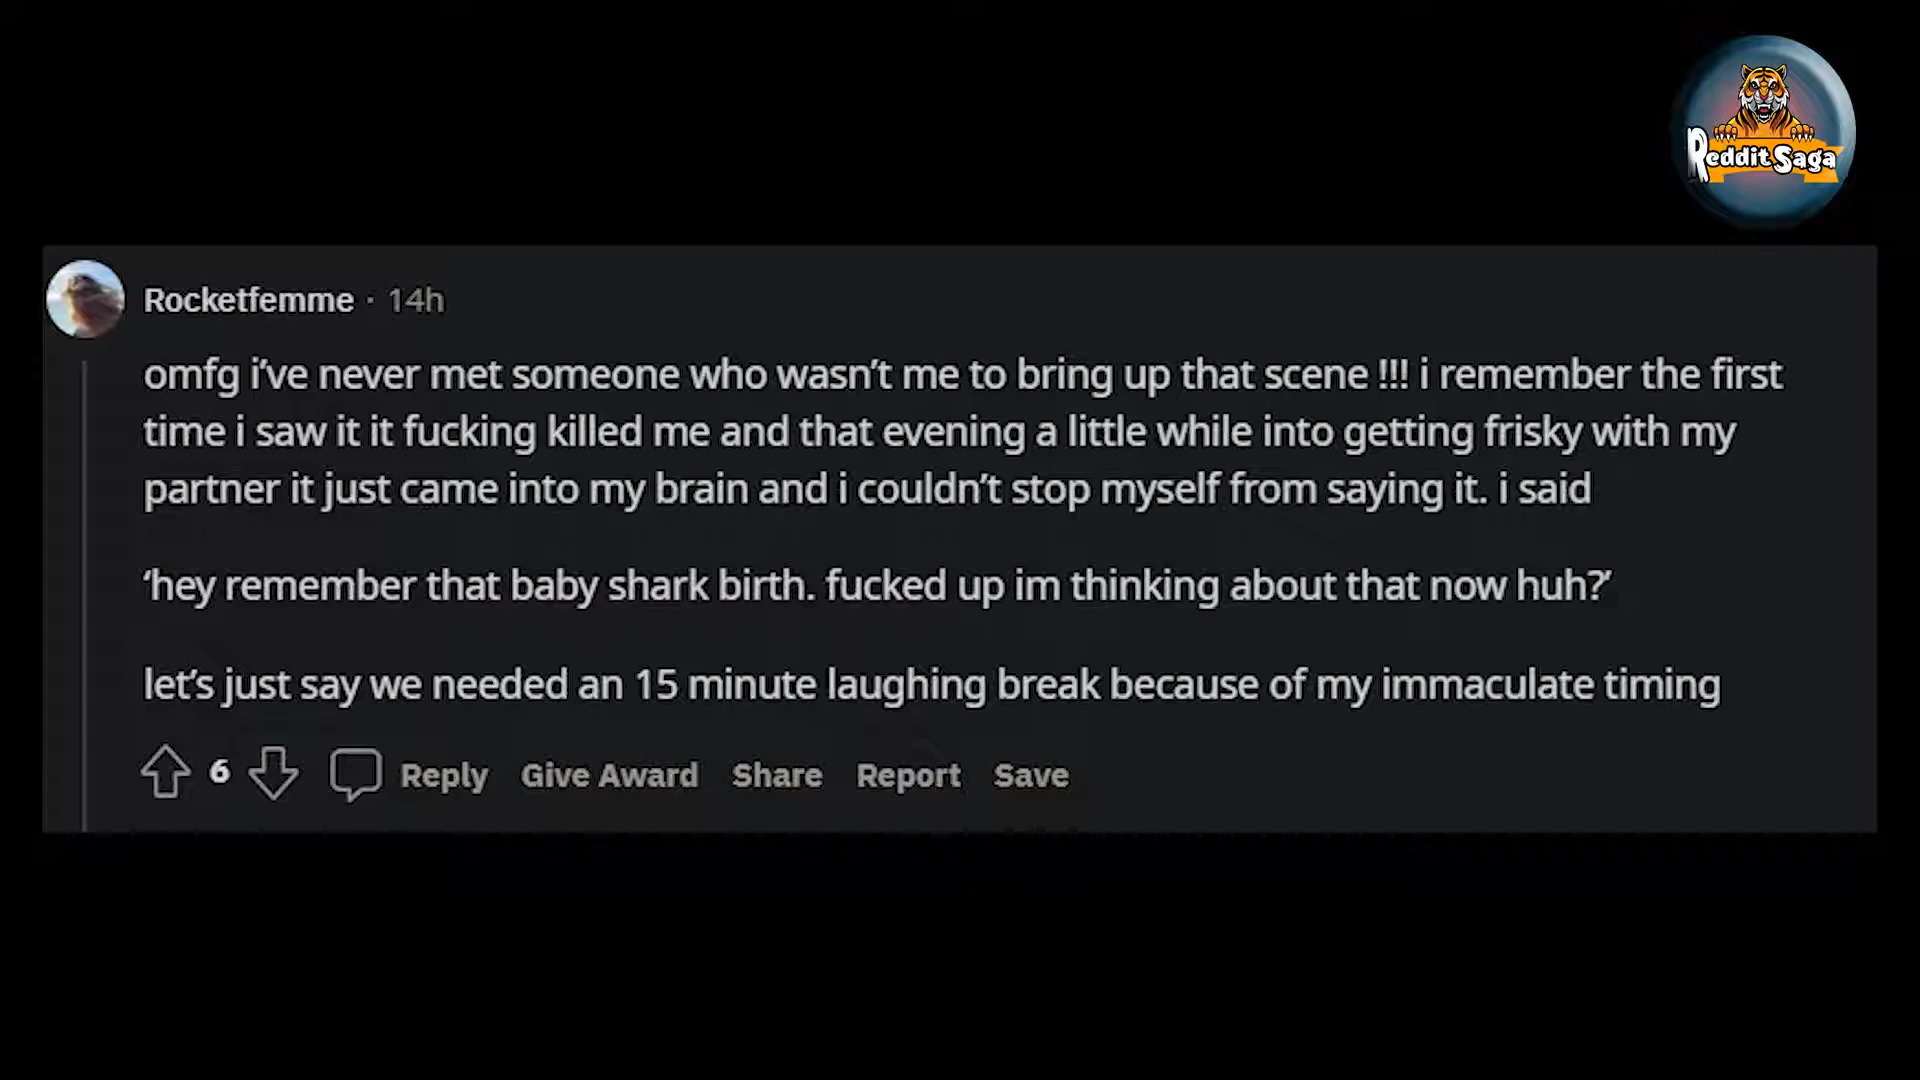 Reddit Saga
Rocketfemme · 14h
omfg i’ve never met someone who wasn’t me to bring up that scene !!! i remember the first
time i saw it it fucking killed me and that evening a little while into getting frisky with my
partner it just came into my brain and i couldn’t stop myself from saying it. i said
‘hey remember that baby shark birth. fucked up im thinking about that now huh?’
let’s just say we needed an 15 minute laughing break because of my immaculate timing
6 Reply Give Award Share Report Save